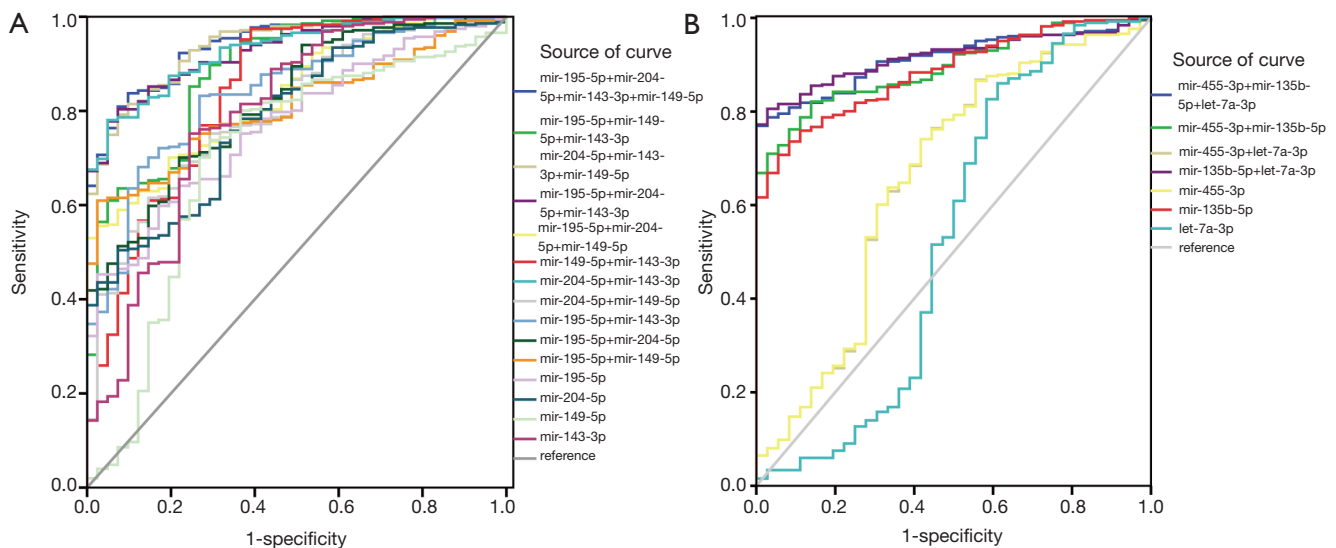 A
Sensitivity
1.0
0.8
0.6
0.4
0.2
0.0
0.0 0.2 0.4 0.6 0.8 1.0
1-specificity
Source of curve
mir-195-5p+mir-204-
5p+mir-143-3p+mir-149-5p
mir-195-5p+mir-149-
5p+mir-143-3p
mir-204-5p+mir-143-
3p+mir-149-5p
mir-195-5p+mir-204-
5p+mir-143-3p
mir-195-5p+mir-204-
5p+mir-149-5p
mir-149-5p+mir-143-3p
mir-204-5p+mir-143-3p
mir-204-5p+mir-149-5p
mir-195-5p+mir-143-3p
mir-195-5p+mir-204-5p
mir-195-5p+mir-149-5p
mir-195-5p
mir-204-5p
mir-149-5p
mir-143-3p
reference
B
Sensitivity
1.0
0.8
0.6
0.4
0.2
0.0
0.0 0.2 0.4 0.6 0.8 1.0
1-specificity
Source of curve
mir-455-3p+mir-135b-
5p+let-7a-3p
mir-455-3p+mir-135b-5p
mir-455-3p+let-7a-3p
mir-135b-5p+let-7a-3p
mir-455-3p
mir-135b-5p
let-7a-3p
reference